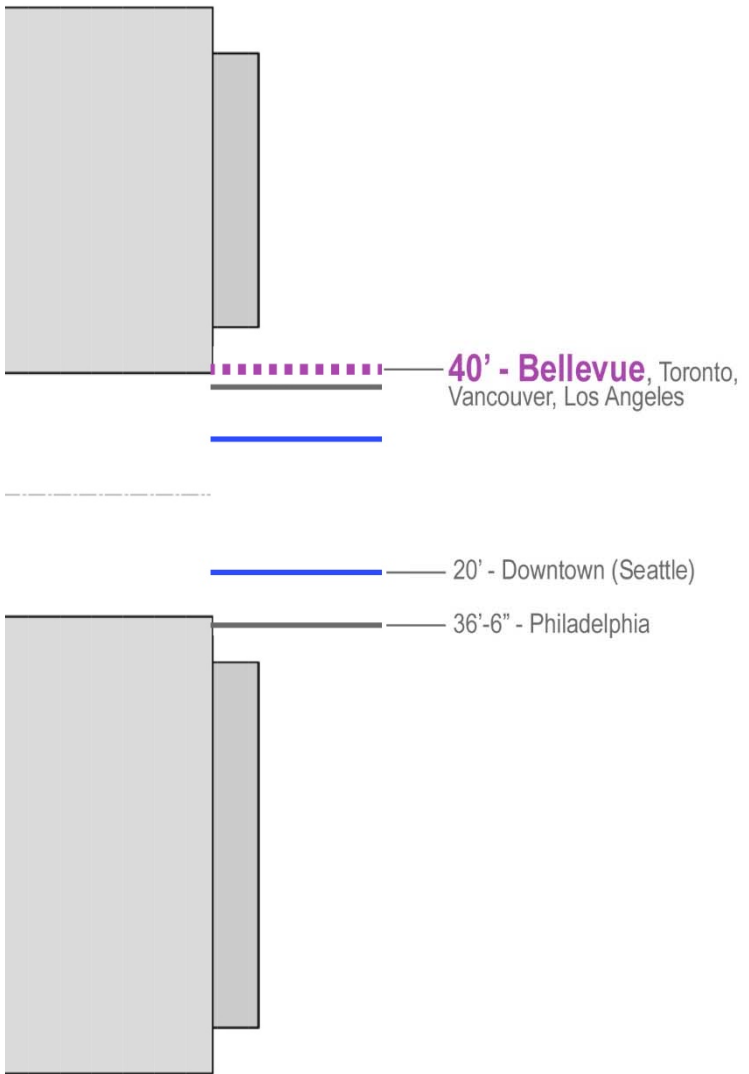 40’ - Bellevue, Toronto,
Vancouver, Los Angeles
20’ - Downtown (Seattle)
36’-6” - Philadelphia